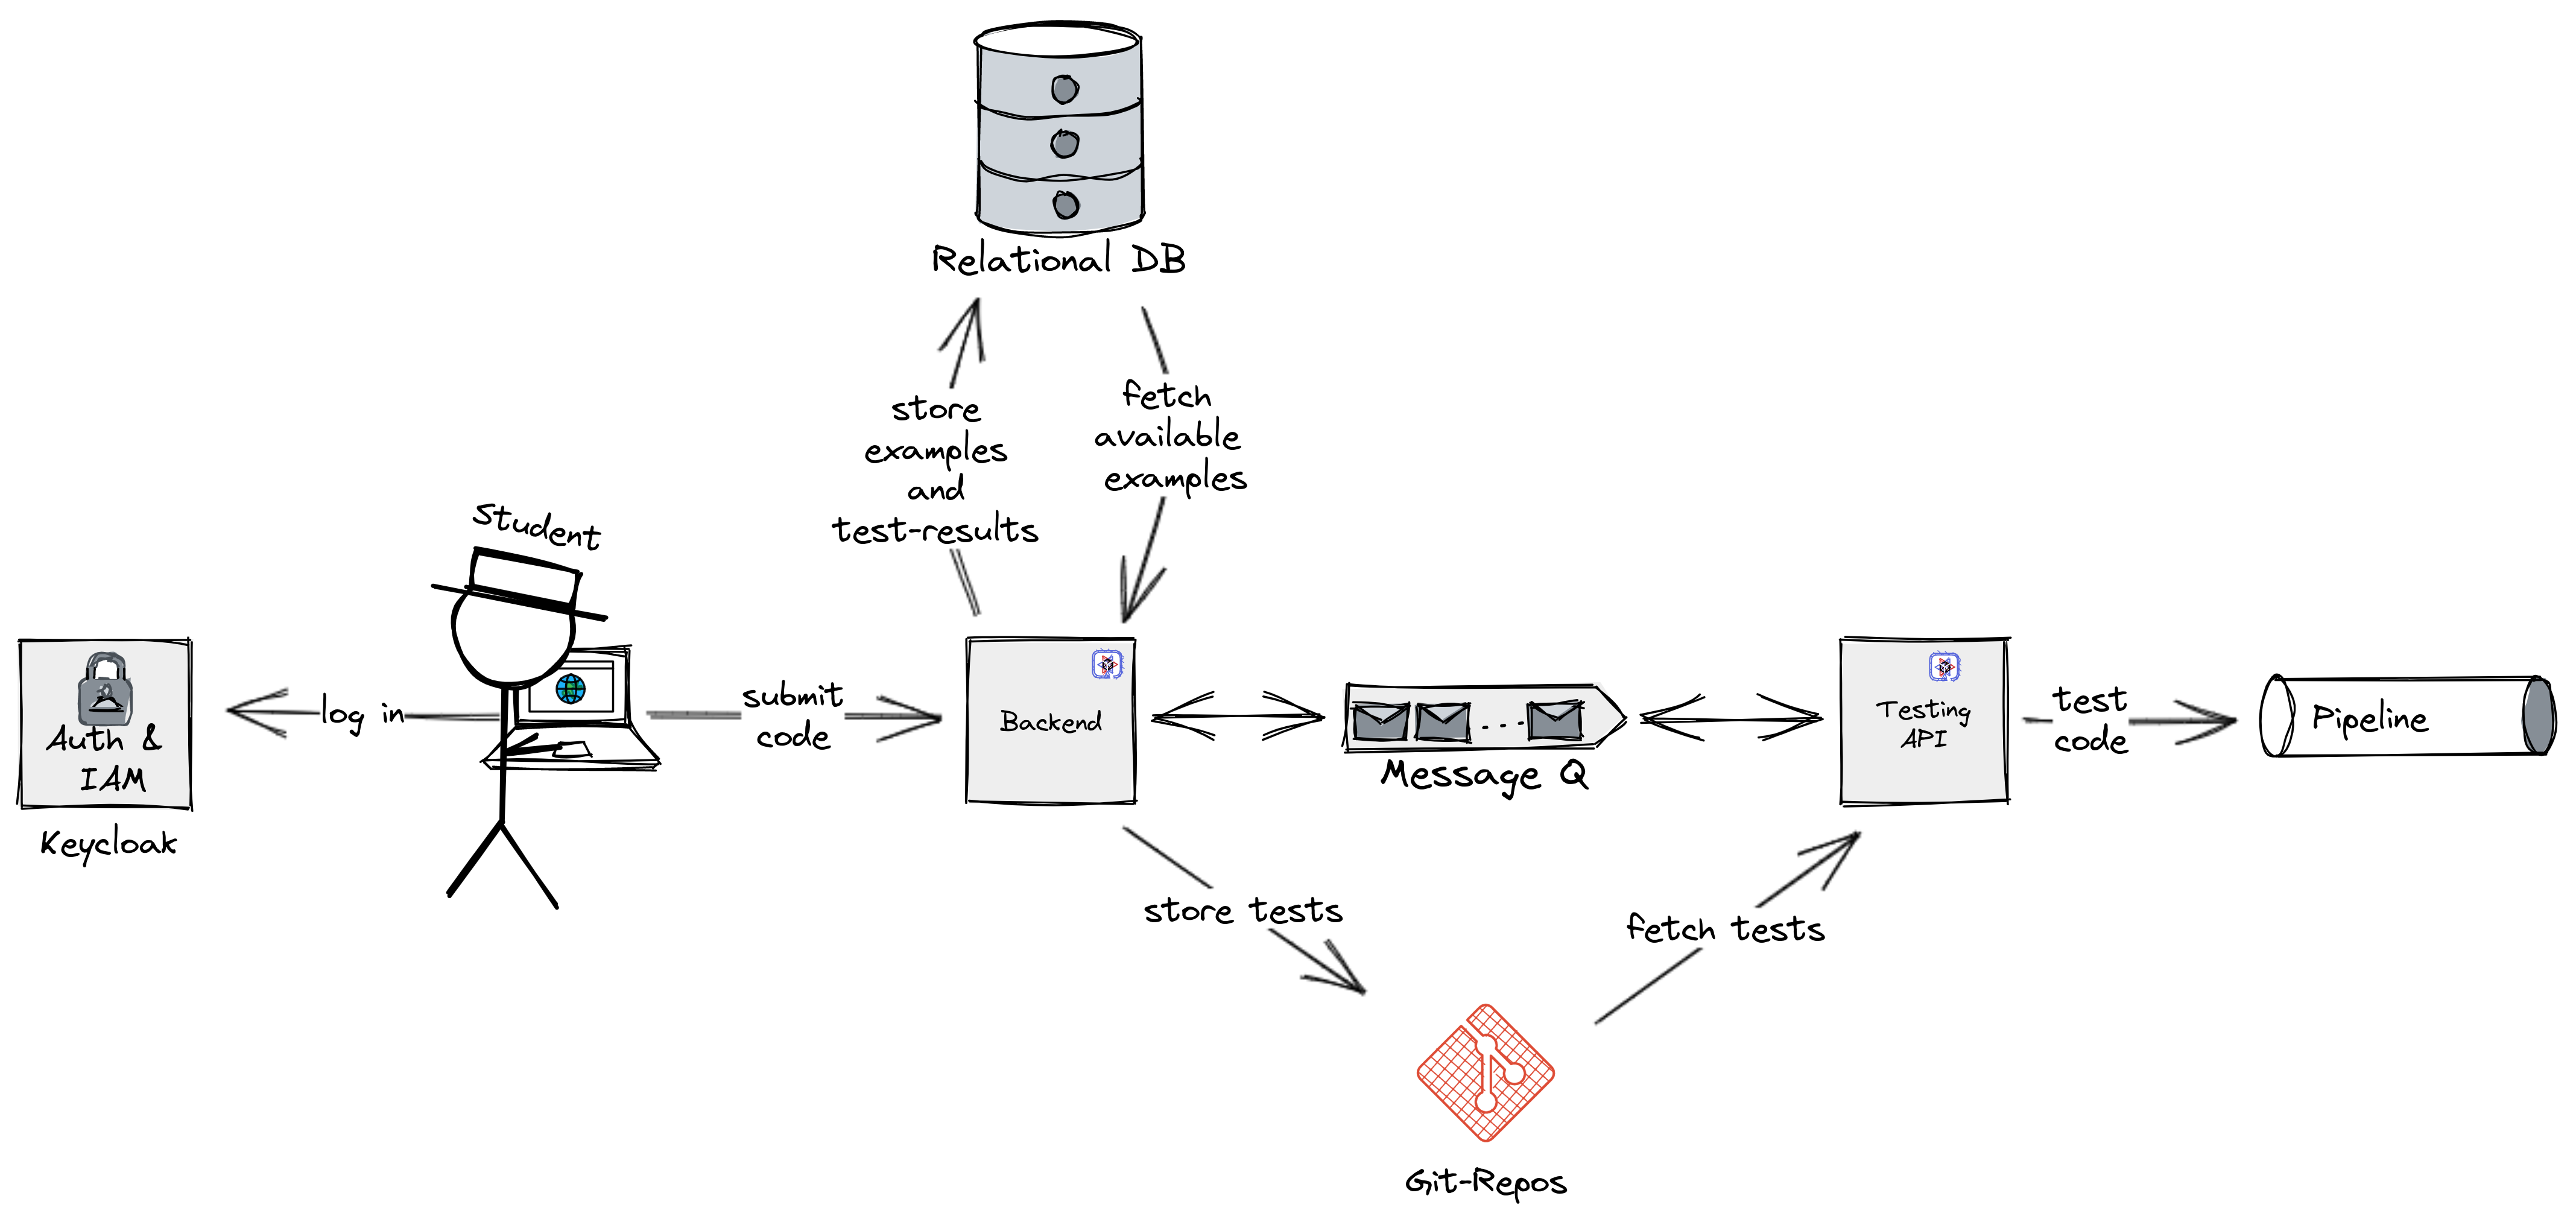 Relational DB
store
examples
and
test-results
fetch
available
examples
Student
Auth &
IAM
Keycloak
log in
submit
code
Backend
Message Q
Testing
API
test
code
Pipeline
store tests
fetch tests
Git-Repos